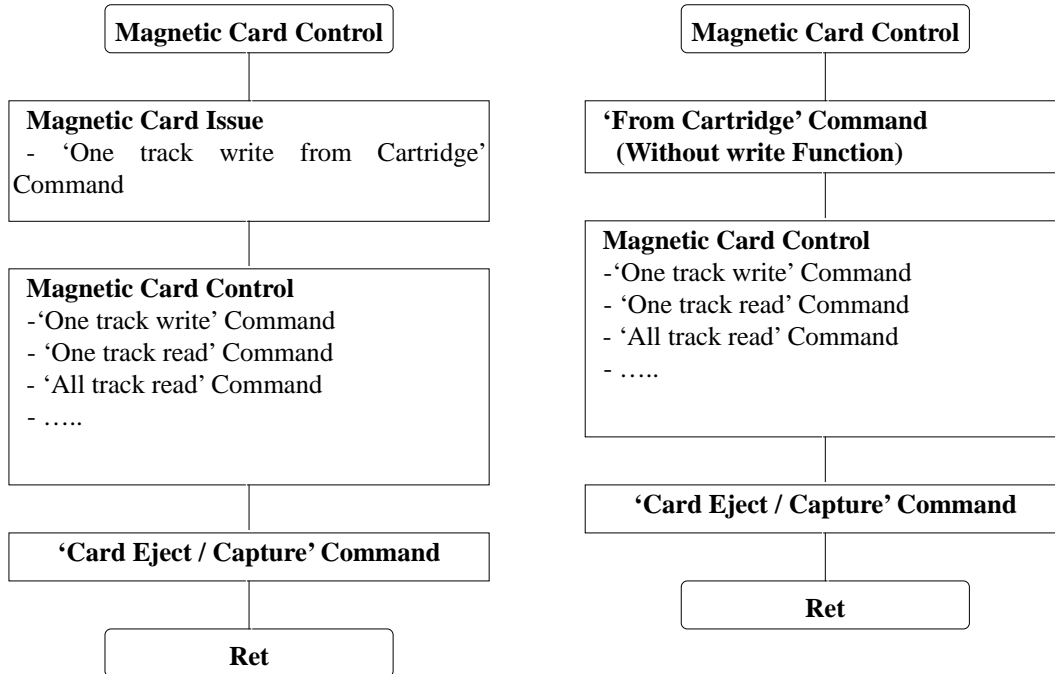 Magnetic Card Control
Magnetic Card Issue
- ‘One track write from Cartridge’
Command
Magnetic Card Control
-‘One track write’ Command
- ‘One track read’ Command
- ‘All track read’ Command
- …..
‘Card Eject / Capture’ Command
Ret
Magnetic Card Control
‘From Cartridge’ Command
(Without write Function)
Magnetic Card Control
-‘One track write’ Command
- ‘One track read’ Command
- ‘All track read’ Command
- …..
‘Card Eject / Capture’ Command
Ret